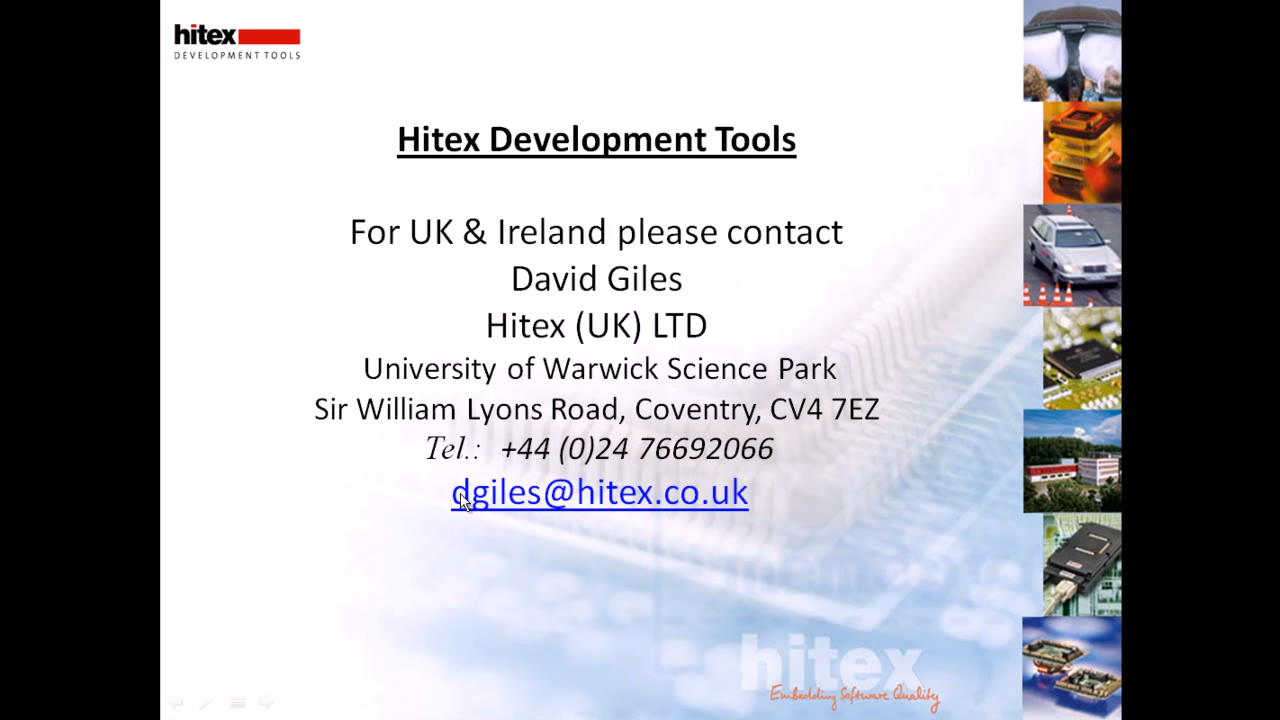 hitex
DEVELOPMENT TOOLS
Hitex Development Tools
For UK & Ireland please contact
David Giles
Hitex (UK) LTD
University of Warwick Science Park
Sir William Lyons Road, Coventry, CV4 7EZ
Tel.: +44 (0)24 76692066
dgiles@hitex.co.uk
hitex
Embedding Software Quality